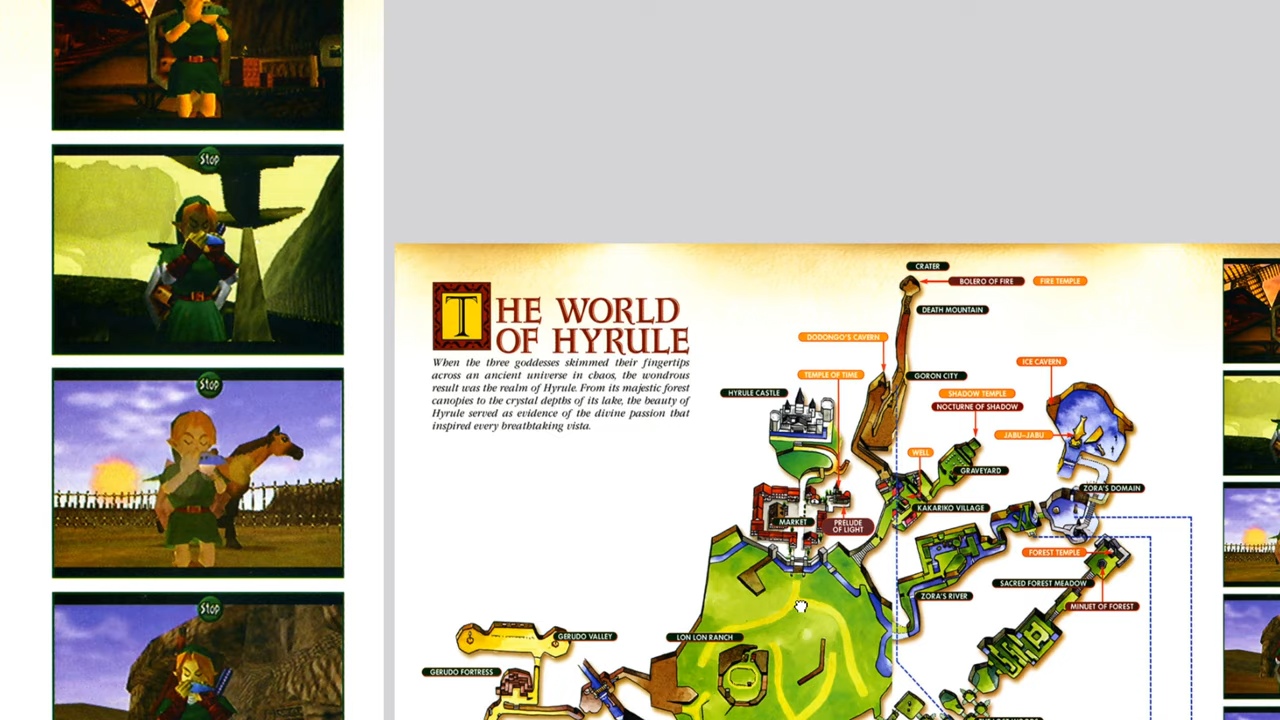 Stop
Stop
Stop
THE WORLD
OF HYRULE
When the three goddesses skimmed their fingertips
across an ancient universe in chaos, the wondrous
result was the realm of Hyrule. From its majestic forest
canopies to the crystal depths of its lake, the beauty of
Hyrule served as evidence of the divine passion that
inspired every breathtaking vista.
CRATER
BOLERO OF FIRE
FIRE TEMPLE
DEATH MOUNTAIN
DODONGO'S CAVERN
ICE CAVERN
TEMPLE OF TIME
GORON CITY
HYRULE CASTLE
SHADOW TEMPLE
NOCTURNE OF SHADOW
JABU-JABU
WELL
GRAVEYARD
ZORA'S DOMAIN
KAKARIKO VILLAGE
MARKET
PRELUDE
OF LIGHT
FOREST TEMPLE
SACRED FOREST MEADOW
ZORA'S RIVER
MINUET OF FOREST
GERUDO VALLEY
LON LON RANCH
GERUDO FORTRESS